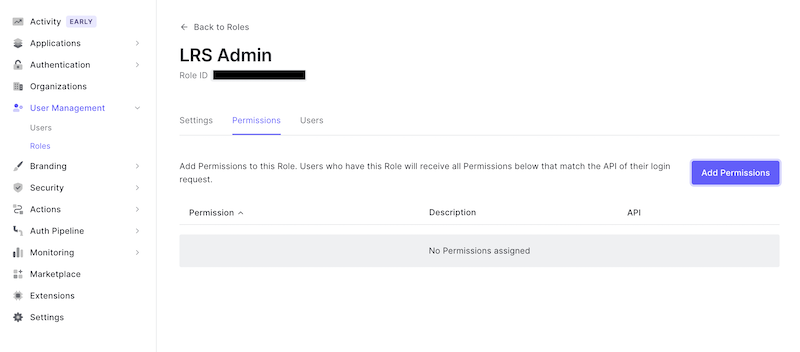 Activity EARLY
Applications
Authentication
Organizations
User Management
Users
Roles
Branding
Security
Actions
Auth Pipeline
Monitoring
Marketplace
Extensions
Settings
Back to Roles
LRS Admin
Role ID
Settings Permissions Users
Add Permissions to this Role. Users who have this Role will receive all Permissions below that match the API of their login
request.
Add Permissions
Permission Description API
No Permissions assigned